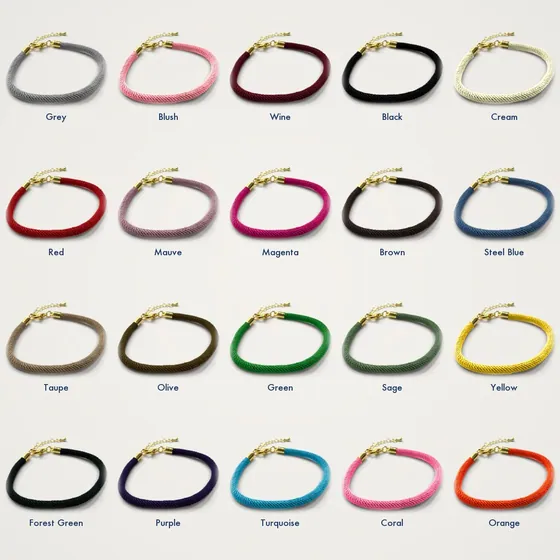 Grey
Blush
Wine
Black
Cream
Red
Mauve
Magenta
Brown
Steel Blue
Taupe
Olive
Green
Sage
Yellow
Forest Green
Purple
Turquoise
Coral
Orange